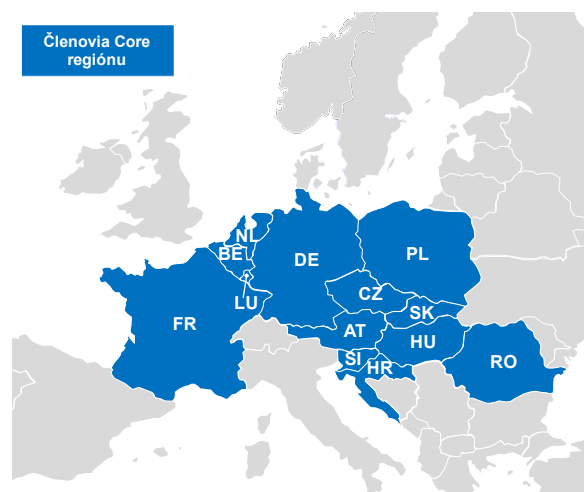 Členovia Core
regiónu
NL
BE
DE
PL
LU
CZ
SK
FR
AT
HU
SI
HR
RO